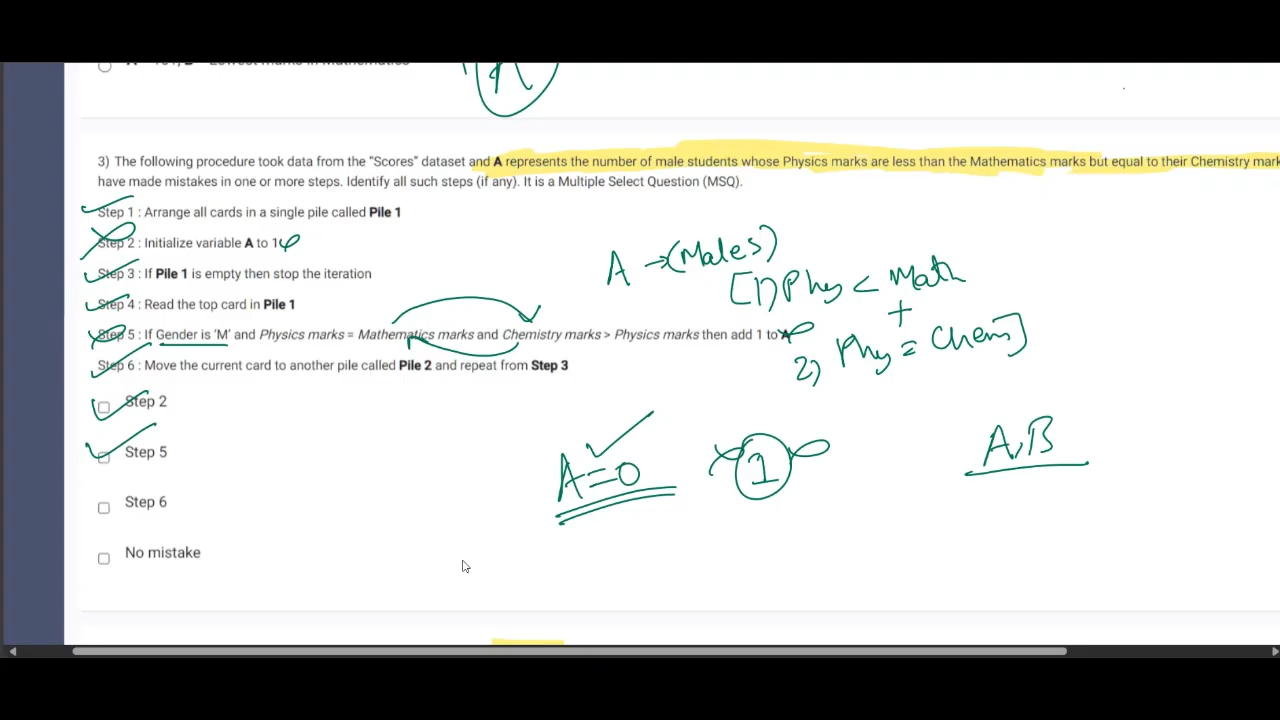 3) The following procedure took data from the "Scores" dataset and A represents the number of male students whose Physics marks are less than the Mathematics marks but equal to their Chemistry mark
have made mistakes in one or more steps. Identify all such steps (if any). It is a Multiple Select Question (MSQ).
Step 1 : Arrange all cards in a single pile called Pile 1
Step 2 : Initialize variable A to 1
Step 3 : If Pile 1 is empty then stop the iteration
Step 4 : Read the top card in Pile 1
Step 5 : If Gender is 'M' and Physics marks = Mathematics marks and Chemistry marks > Physics marks then add 1 to A
Step 6 : Move the current card to another pile called Pile 2 and repeat from Step 3
A → (Males)
[1) Phy < Math
+
2) Phy = Chem]
Step 2
Step 5
Step 6
No mistake
A=0
1
A,B